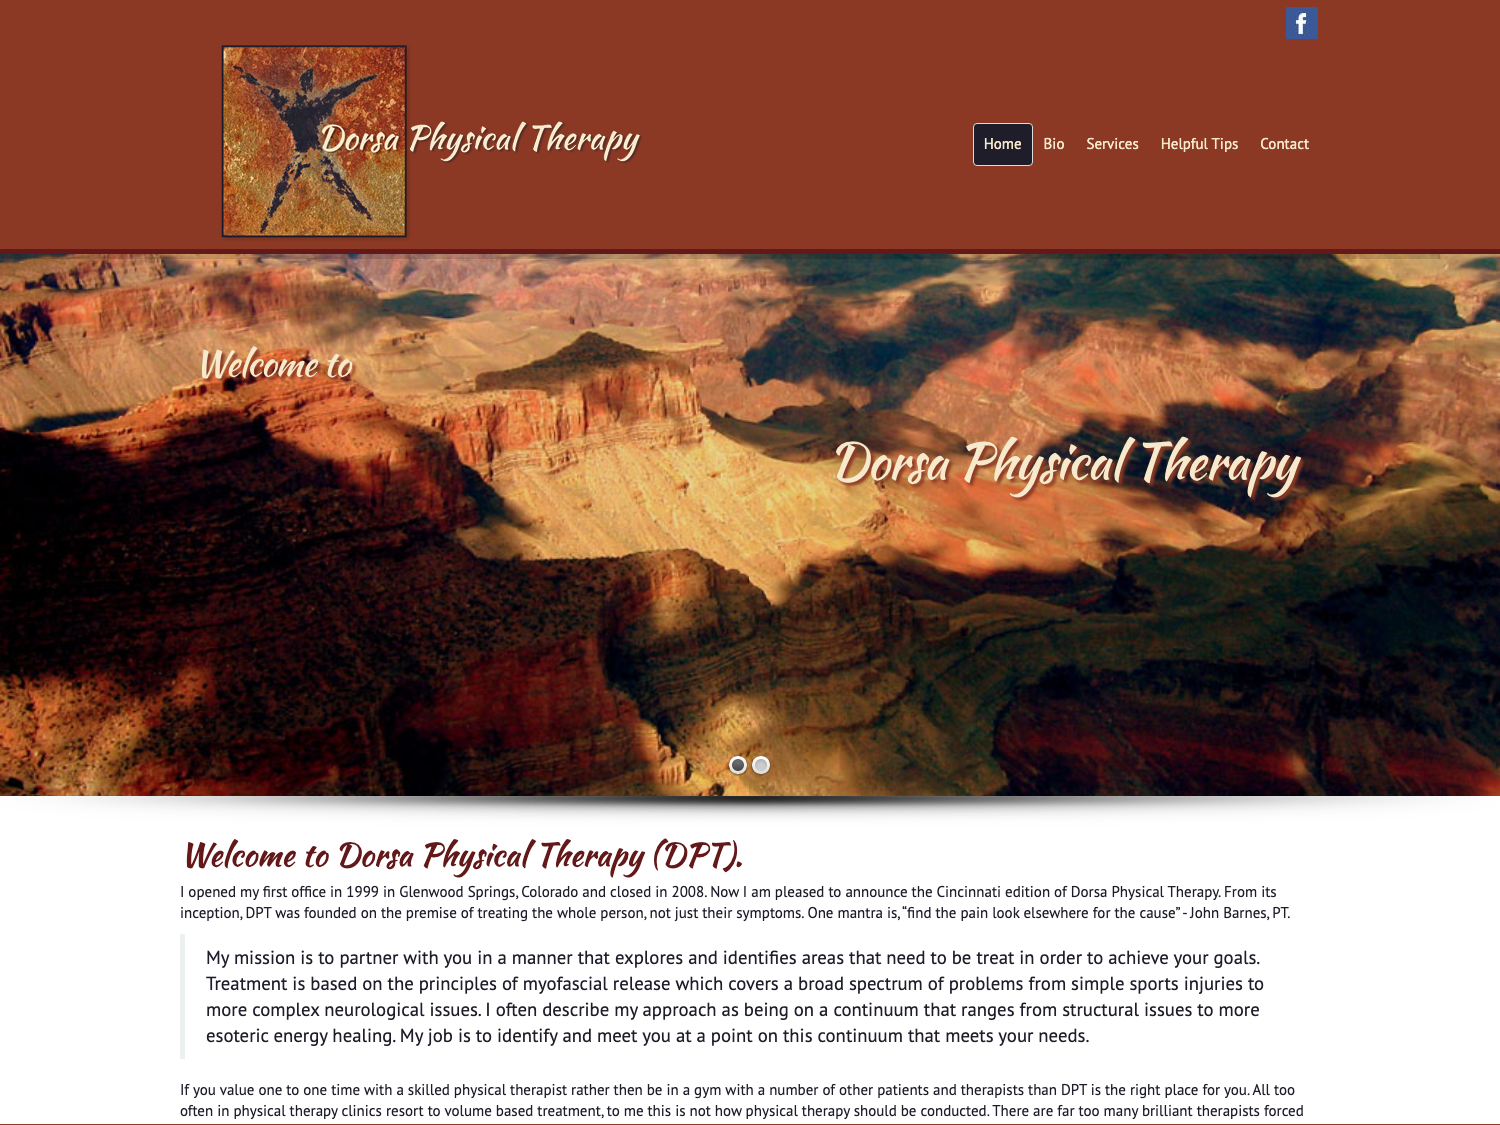 Dorsa Physical Therapy
Home Bio Services Helpful Tips Contact
Welcome to
Dorsa Physical Therapy
Welcome to Dorsa Physical Therapy (DPT).
I opened my first office in 1999 in Glenwood Springs, Colorado and closed in 2008. Now I am pleased to announce the Cincinnati edition of Dorsa Physical Therapy. From its
inception, DPT was founded on the premise of treating the whole person, not just their symptoms. One mantra is, “find the pain look elsewhere for the cause” - John Barnes, PT.
My mission is to partner with you in a manner that explores and identifies areas that need to be treat in order to achieve your goals.
Treatment is based on the principles of myofascial release which covers a broad spectrum of problems from simple sports injuries to
more complex neurological issues. I often describe my approach as being on a continuum that ranges from structural issues to more
esoteric energy healing. My job is to identify and meet you at a point on this continuum that meets your needs.
If you value one to one time with a skilled physical therapist rather then be in a gym with a number of other patients and therapists than DPT is the right place for you. All too
often in physical therapy clinics resort to volume based treatment, to me this is not how physical therapy should be conducted. There are far too many brilliant therapists forced